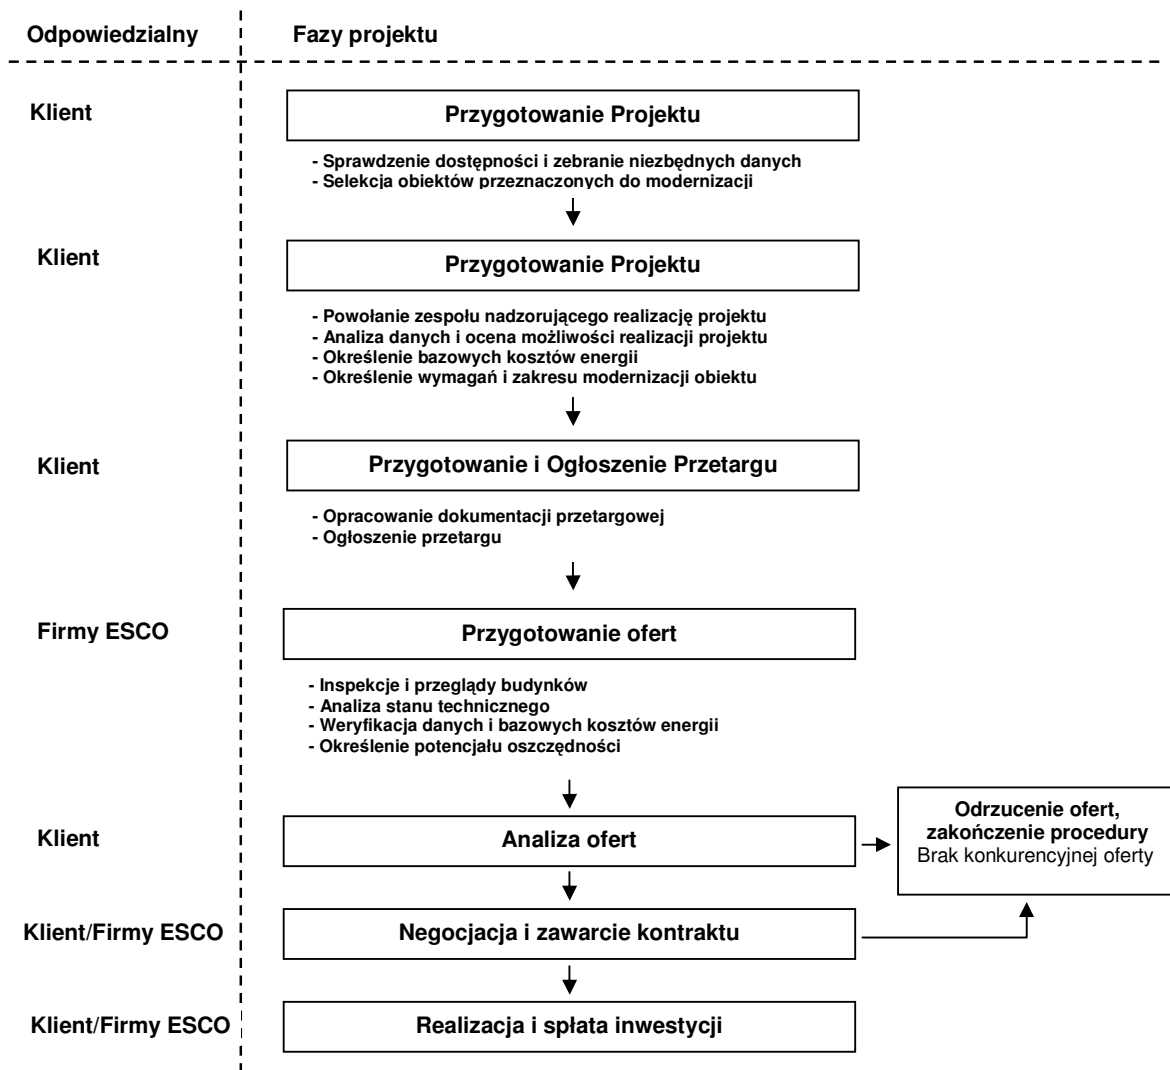 Odpowiedzialny Fazy projektu
Klient Przygotowanie Projektu
- Sprawdzenie dostępności i zebranie niezbędnych danych
- Selekcja obiektów przeznaczonych do modernizacji
Klient Przygotowanie Projektu
- Powołanie zespołu nadzorującego realizację projektu
- Analiza danych i ocena możliwości realizacji projektu
- Określenie bazowych kosztów energii
- Określenie wymagań i zakresu modernizacji obiektu
Klient Przygotowanie i Ogłoszenie Przetargu
- Opracowanie dokumentacji przetargowej
- Ogłoszenie przetargu
Firmy ESCO Przygotowanie ofert
- Inspekcje i przeglądy budynków
- Analiza stanu technicznego
- Weryfikacja danych i bazowych kosztów energii
- Określenie potencjału oszczędności
Klient Analiza ofert
Odrzucenie ofert,
zakończenie procedury
Brak konkurencyjnej oferty
Klient/Firmy ESCO Negocjacja i zawarcie kontraktu
Klient/Firmy ESCO Realizacja i spłata inwestycji